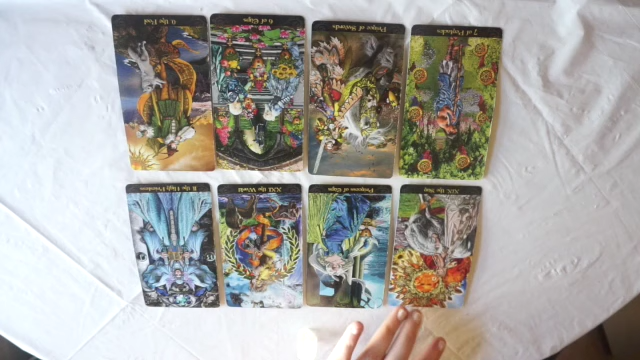 0. the Fool
6 of Cups
Prince of Swords
7 of Pentacles
II the High Priestess
XXI the World
Princess of Cups
XIX the Sun